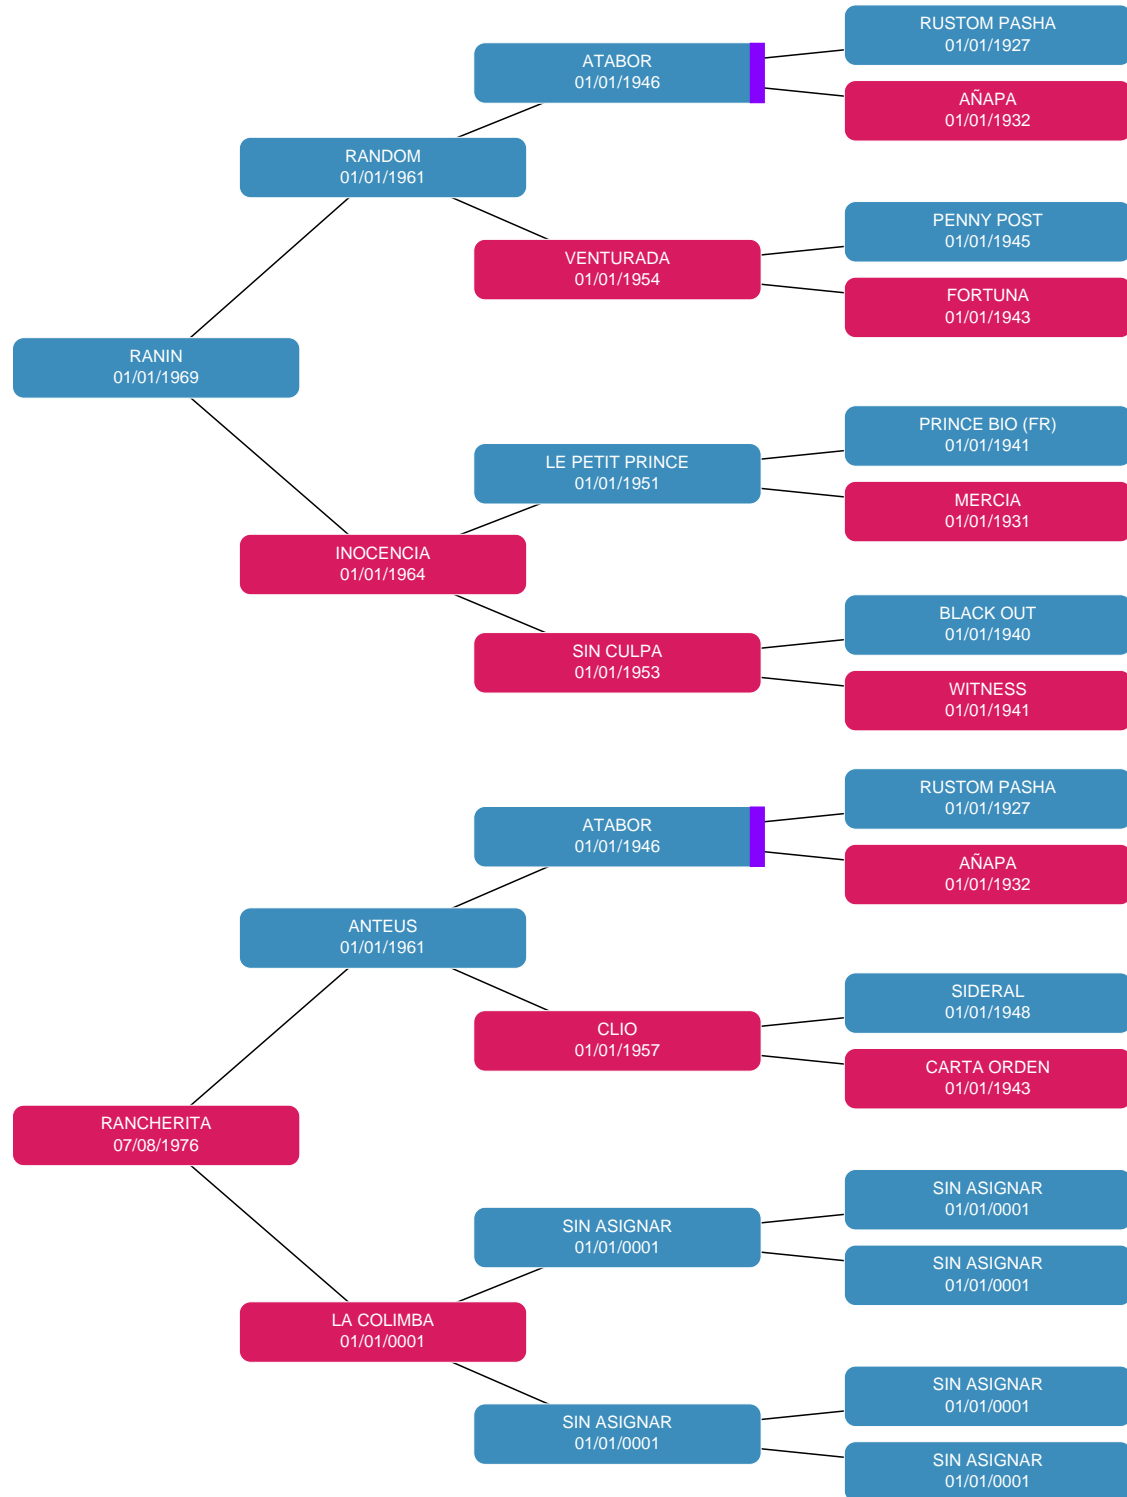 RUSTOM PASHA
01/01/1927
ATABOR
01/01/1946
AÑAPA
01/01/1932
RANDOM
01/01/1961
PENNY POST
01/01/1945
VENTURADA
01/01/1954
FORTUNA
01/01/1943
RANIN
01/01/1969
PRINCE BIO (FR)
01/01/1941
LE PETIT PRINCE
01/01/1951
MERCIA
01/01/1931
INOCENCIA
01/01/1964
BLACK OUT
01/01/1940
SIN CULPA
01/01/1953
WITNESS
01/01/1941
RUSTOM PASHA
01/01/1927
ATABOR
01/01/1946
AÑAPA
01/01/1932
ANTEUS
01/01/1961
SIDERAL
01/01/1948
CLIO
01/01/1957
CARTA ORDEN
01/01/1943
RANCHERITA
07/08/1976
SIN ASIGNAR
01/01/0001
SIN ASIGNAR
01/01/0001
SIN ASIGNAR
01/01/0001
LA COLIMBA
01/01/0001
SIN ASIGNAR
01/01/0001
SIN ASIGNAR
01/01/0001
SIN ASIGNAR
01/01/0001